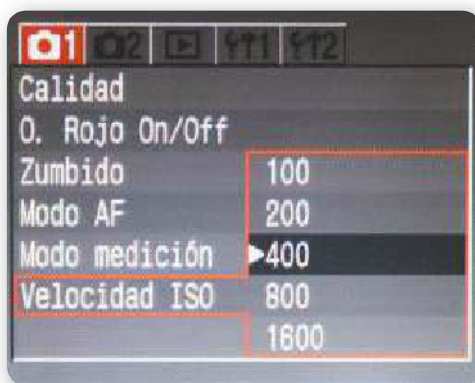 1 2 1 2
Calidad
O. Rojo On/Off
Zumbido 100
Modo AF 200
Modo medición ▶400
Velocidad ISO 800
1600